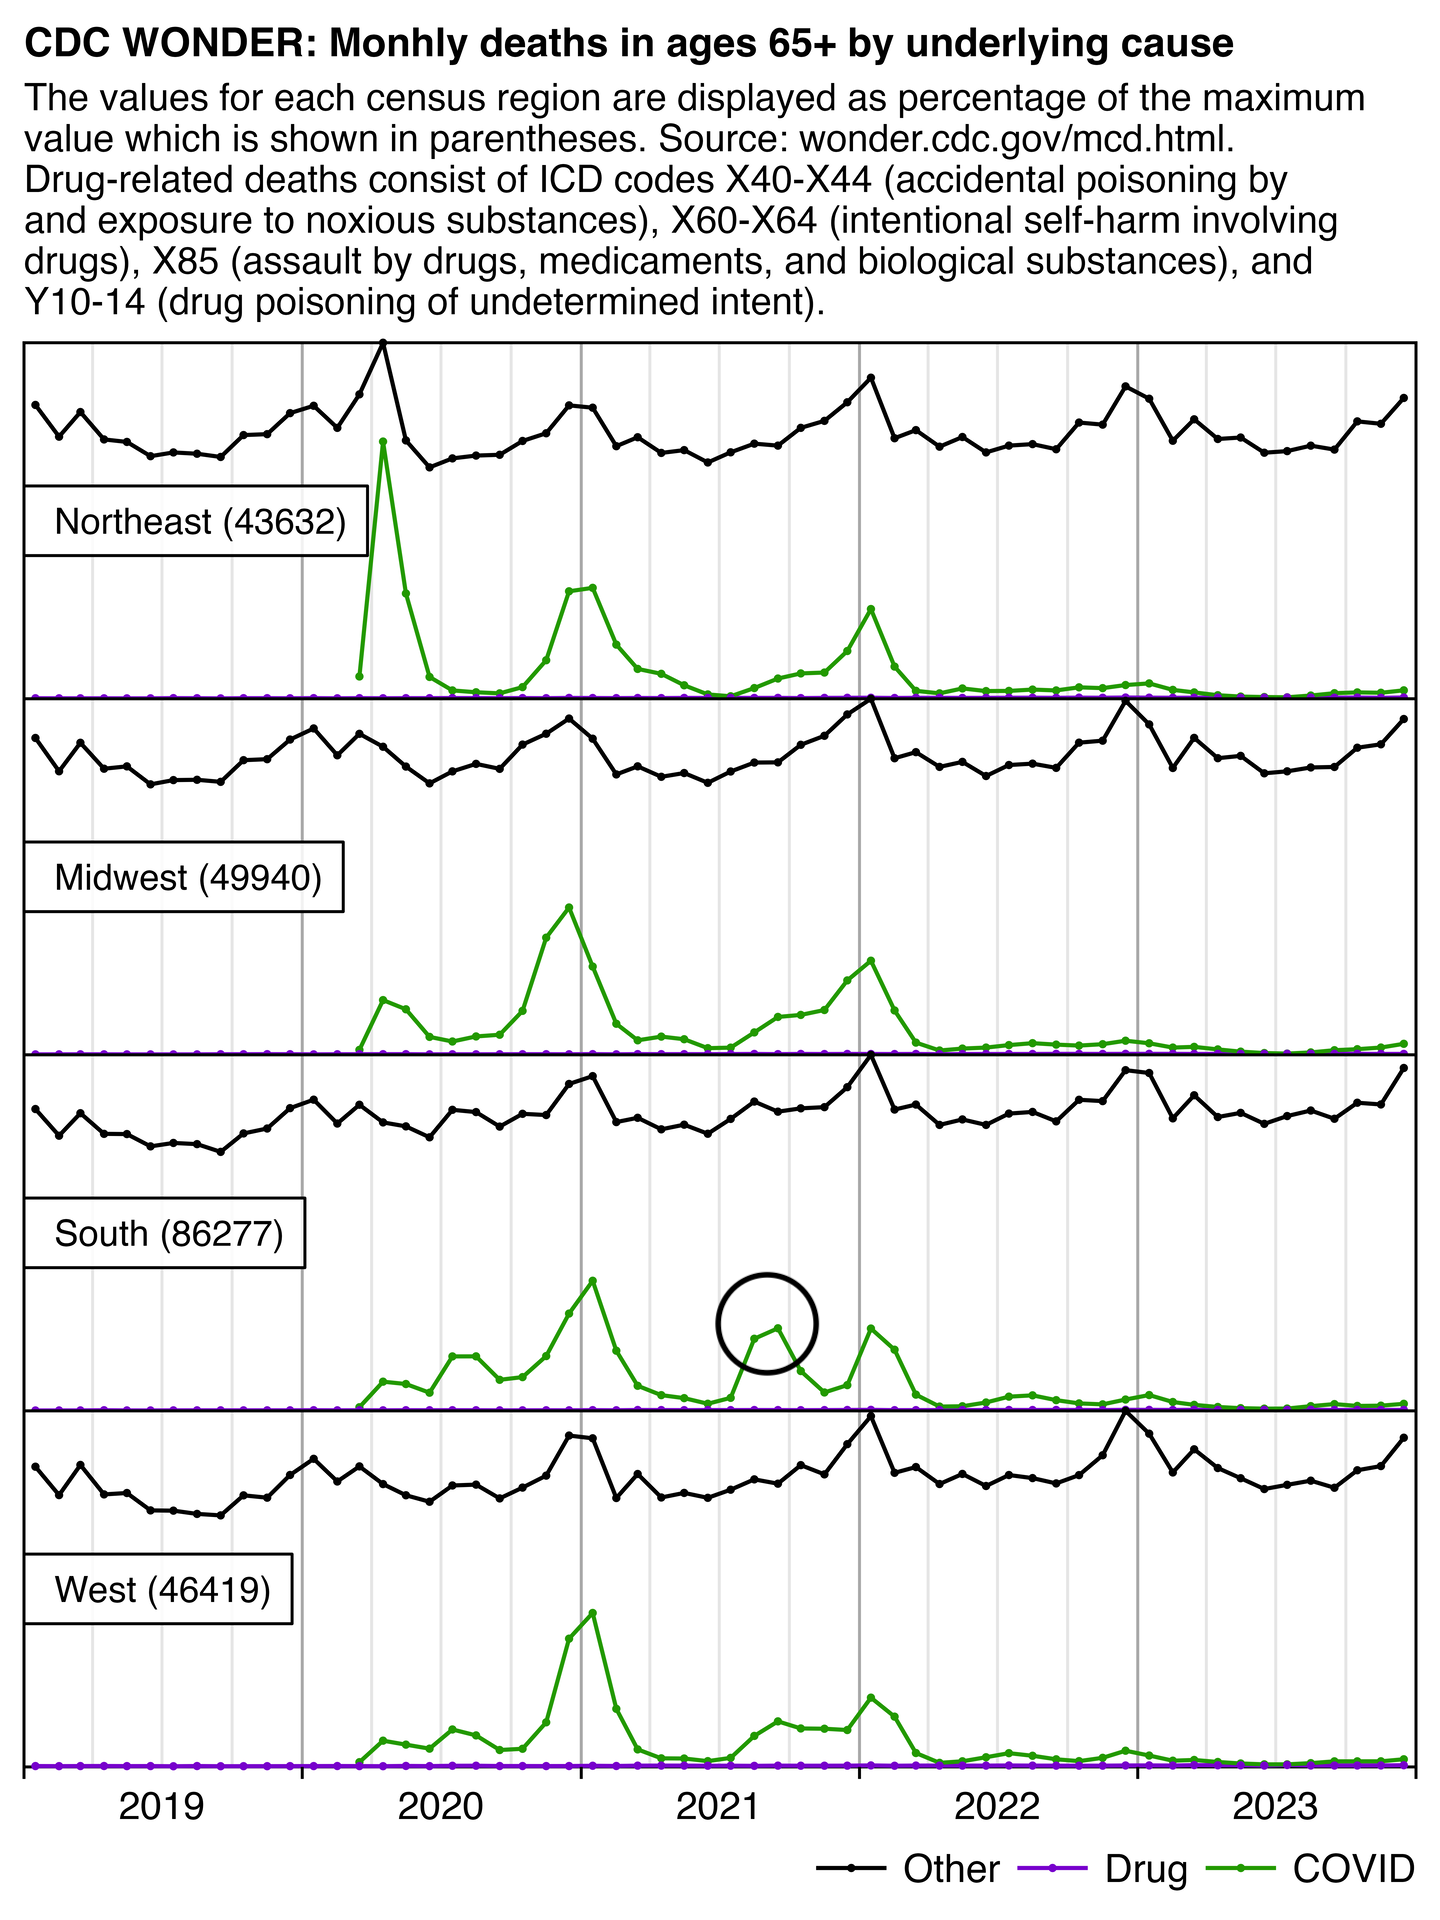 CDC WONDER: Monhly deaths in ages 65+ by underlying cause
The values for each census region are displayed as percentage of the maximum
value which is shown in parentheses. Source: wonder.cdc.gov/mcd.html.
Drug-related deaths consist of ICD codes X40-X44 (accidental poisoning by
and exposure to noxious substances), X60-X64 (intentional self-harm involving
drugs), X85 (assault by drugs, medicaments, and biological substances), and
Y10-14 (drug poisoning of undetermined intent).
Northeast (43632)
Midwest (49940)
South (86277)
West (46419)
2019 2020 2021 2022 2023
Other Drug COVID